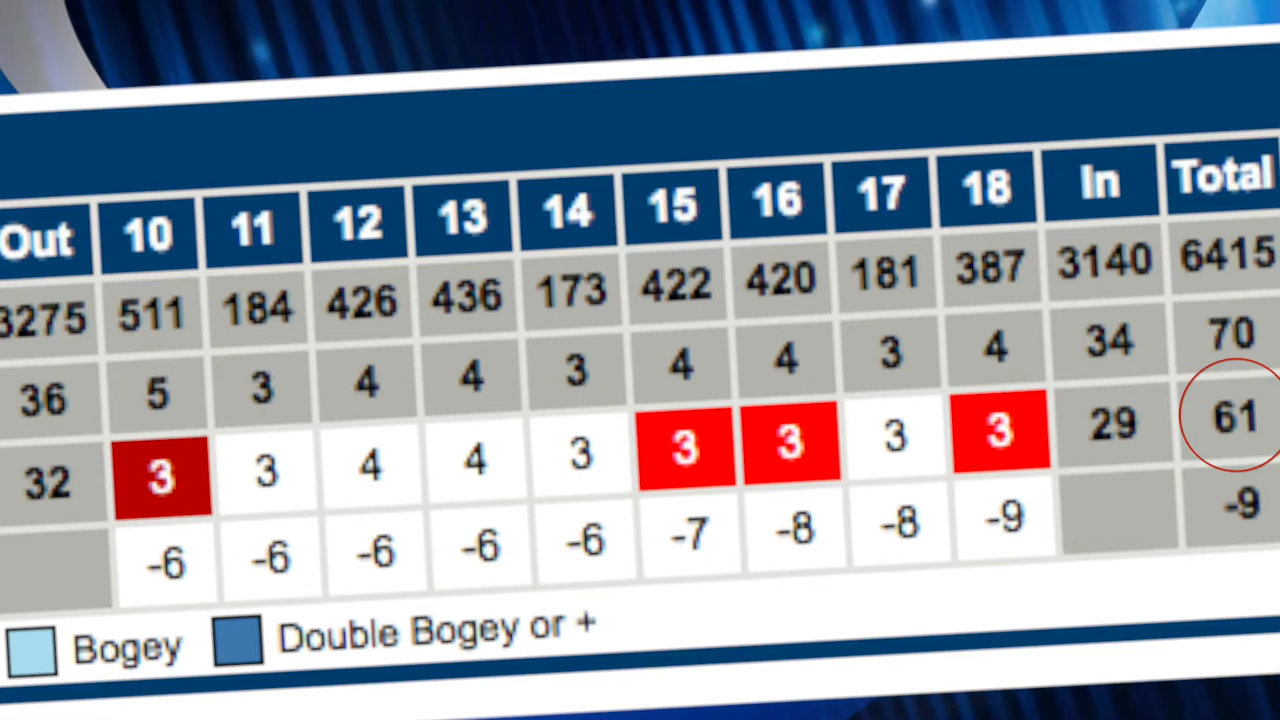 Out 10 11 12 13 14 15 16 17 18 In Total
3275 511 184 426 436 173 422 420 181 387 3140 6415
36 5 3 4 4 3 4 4 3 4 34 70
32 3 3 4 4 3 3 3 3 3 29 61
-6 -6 -6 -6 -6 -7 -8 -8 -9 -9
Bogey Double Bogey or +